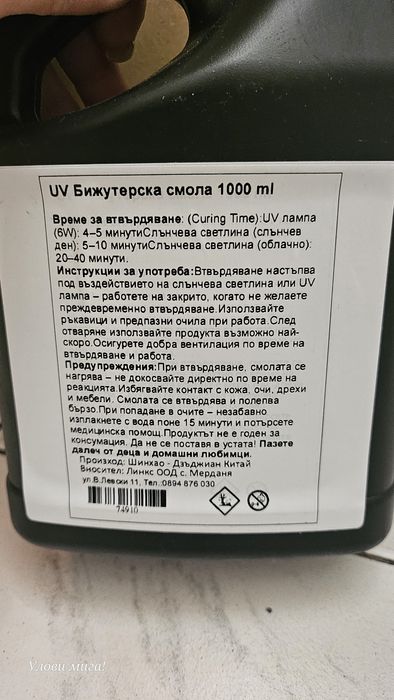 UV Бижутерска смола 1000 ml
Време за втвърдяване: (Curing Time):UV лампа
(6W): 4–5 минутиСлънчева светлина (слънчев
ден): 5–10 минутиСлънчева светлина (облачно):
20–40 минути.
Инструкции за употреба:Втвърдяване настъпва
под въздействието на слънчева светлина или UV
лампа – работете на закрито, когато не желаете
преждевременно втвърдяване.Използвайте
ръкавици и предпазни очила при работа.След
отваряне използвайте продукта възможно най-
скоро.Осигурете добра вентилация по време на
втвърдяване и работа.
Предупреждения:При втвърдяване, смолата се
нагрява – не докосвайте директно по време на
реакцията.Избягвайте контакт с кожа, очи, дрехи
и мебели. Смолата се втвърдява и полепва
бързо.При попадане в очите – незабавно
изплакнете с вода поне 15 минути и потърсете
медицинска помощ.Продуктът не е годен за
консумация. Да не се поставя в устата! Пазете
далеч от деца и домашни любимци.
Произход: Шинхао - Дзъджиан Китай
Вносител: Линкс ООД с. Мерданя
ул.В.Левски 11, Тел.:0894 876 030
74910
Улови мига!